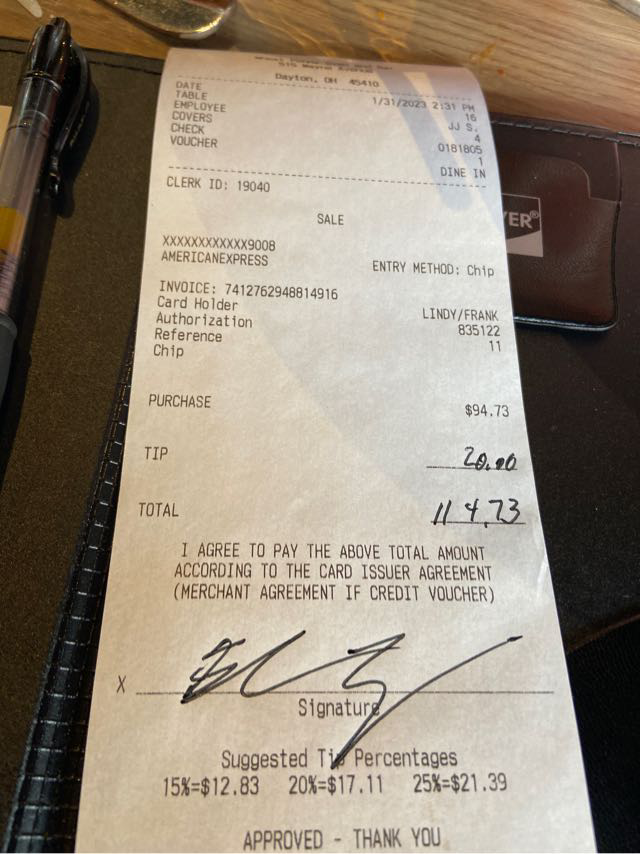 515 Wayne Avenue
Dayton, OH 45410
DATE 1/31/2023 2:31 PM
TABLE 16
EMPLOYEE JJ S.
COVERS 4
CHECK 0181805
VOUCHER 1
DINE IN
CLERK ID: 19040
SALE
XXXXXXXXXXXX9008
AMERICANEXPRESS
ENTRY METHOD: Chip
INVOICE: 7412762948814916
Card Holder LINDY/FRANK
Authorization 835122
Reference 11
Chip
PURCHASE $94.73
TIP 20.00
TOTAL 114.73
I AGREE TO PAY THE ABOVE TOTAL AMOUNT
ACCORDING TO THE CARD ISSUER AGREEMENT
(MERCHANT AGREEMENT IF CREDIT VOUCHER)
X
Signature
Suggested Tip Percentages
15%=$12.83 20%=$17.11 25%=$21.39
APPROVED - THANK YOU
YER®